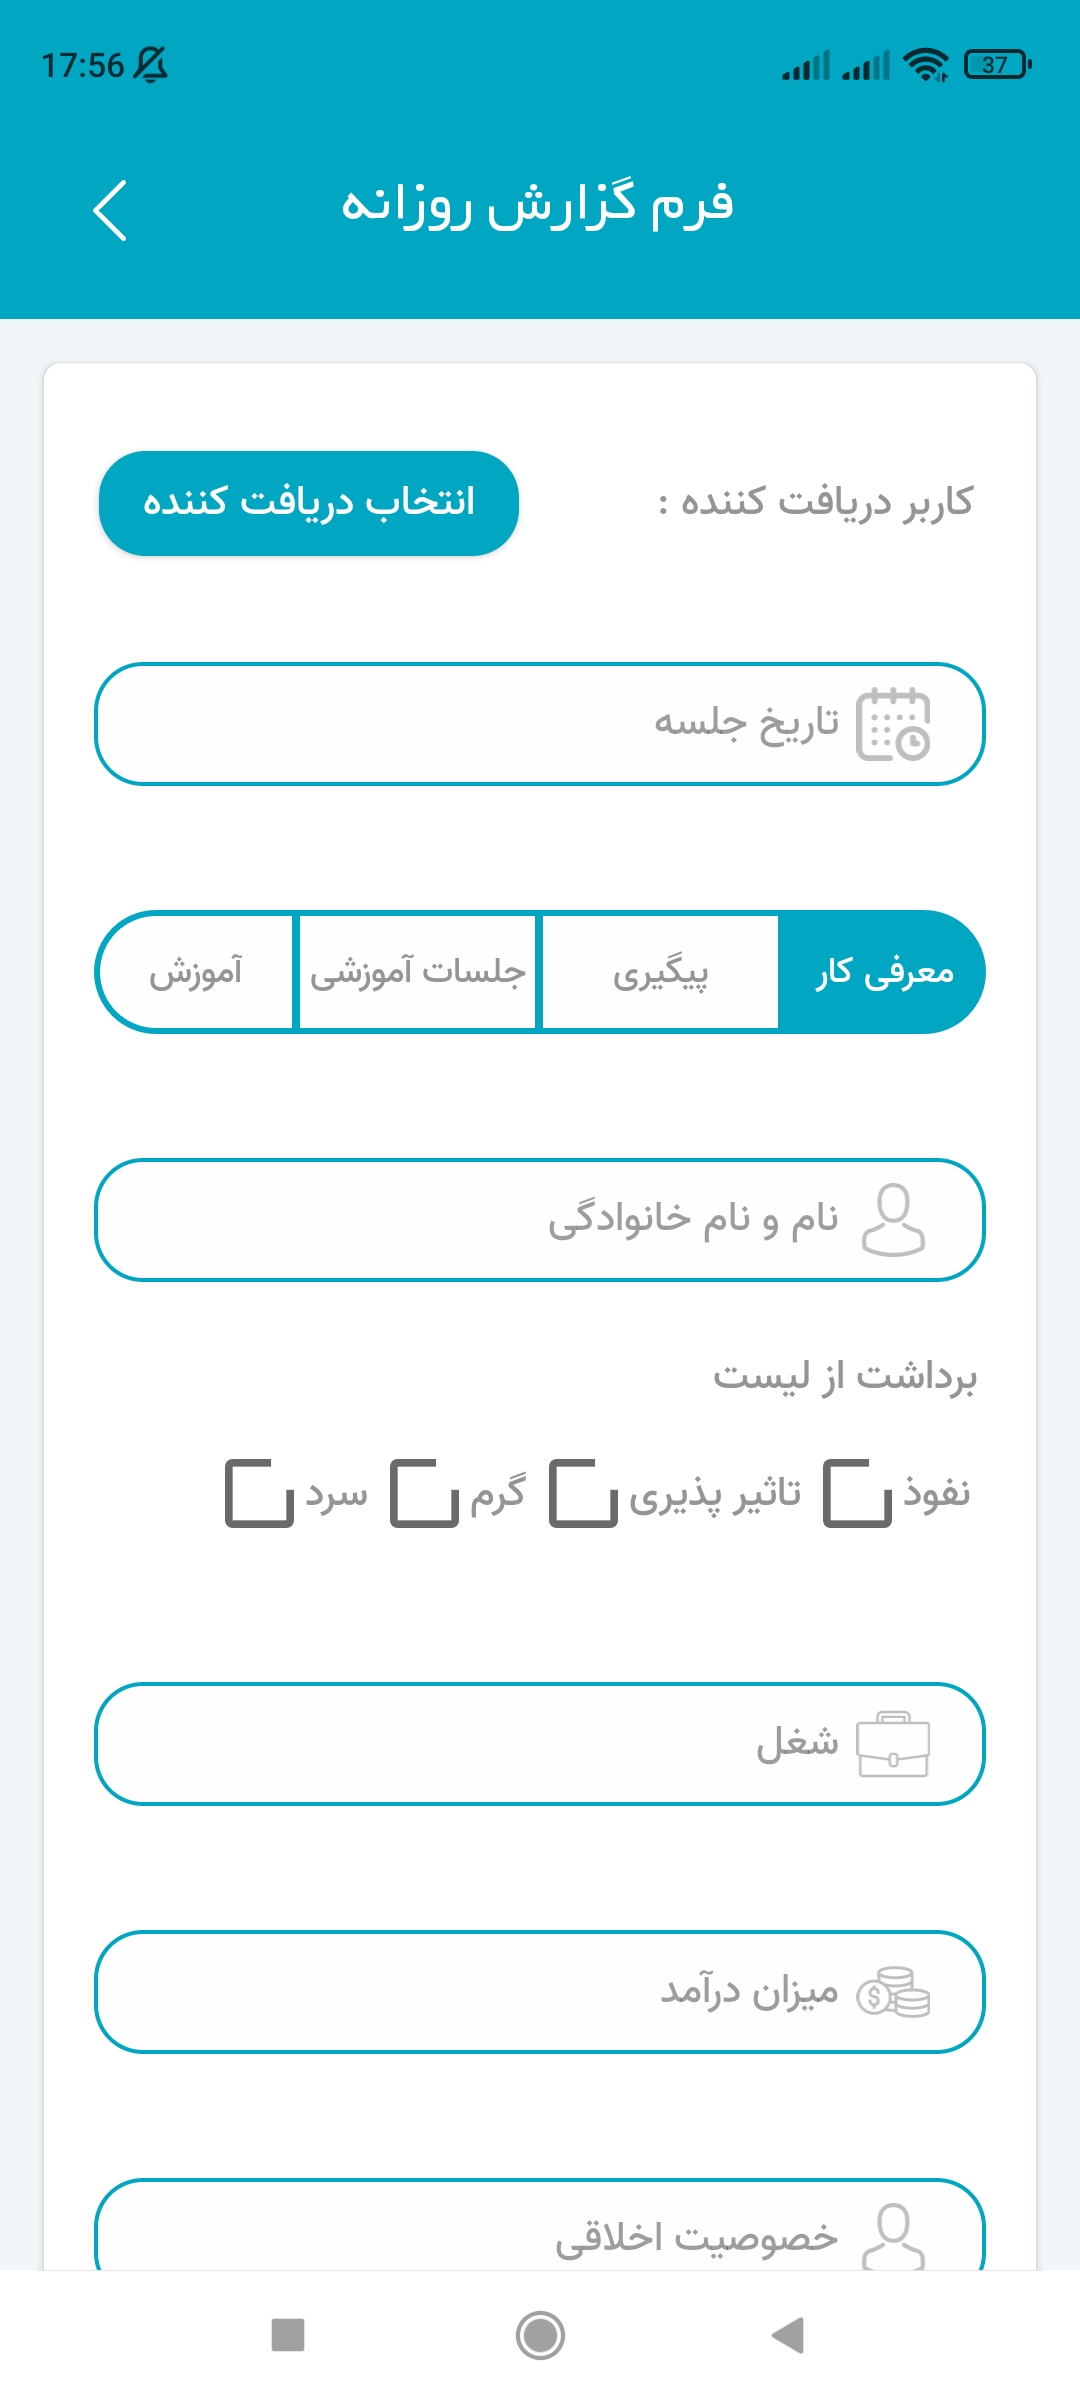 17:56
37
فرم گزارش روزانه
کاربر دریافت کننده :
انتخاب دریافت کننده
تاریخ جلسه
معرفی کار پیگیری جلسات آموزشی آموزش
نام و نام خانوادگی
برداشت از لیست
نفوذ تاثیر پذیری گرم سرد
شغل
میزان درآمد
خصوصیت اخلاقی